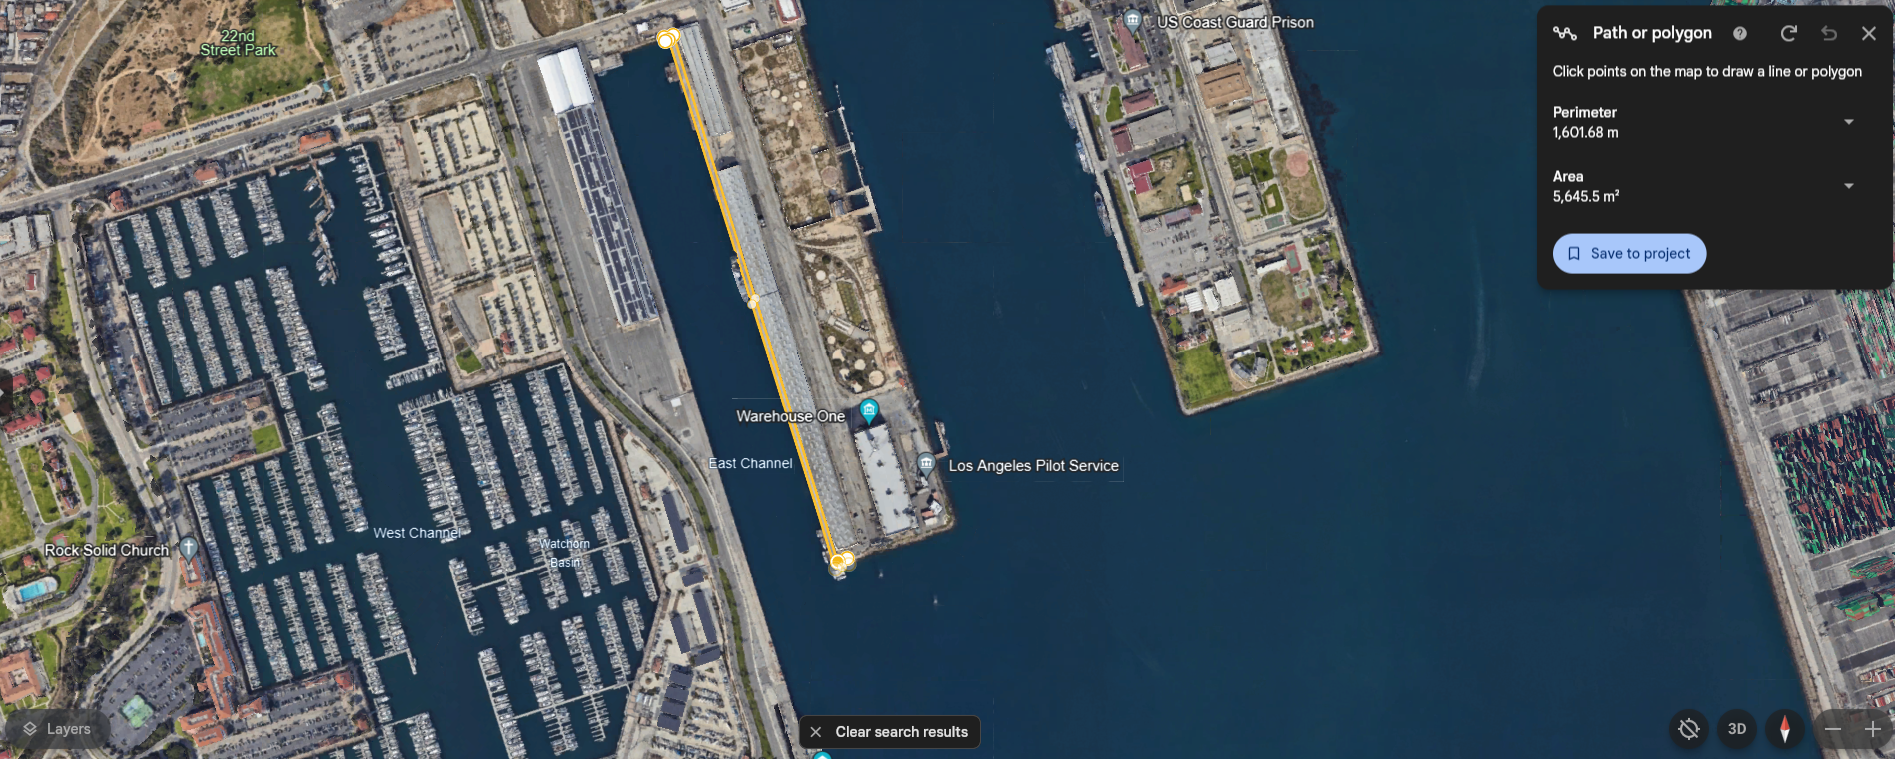 22nd
Street Park
US Coast Guard Prison
Path or polygon
Click points on the map to draw a line or polygon
Perimeter
1,601.68 m
Area
5,645.5 m²
Save to project
Warehouse One
East Channel
Los Angeles Pilot Service
West Channel
Watchorn
Basin
Rock Solid Church
Layers
Clear search results
3D